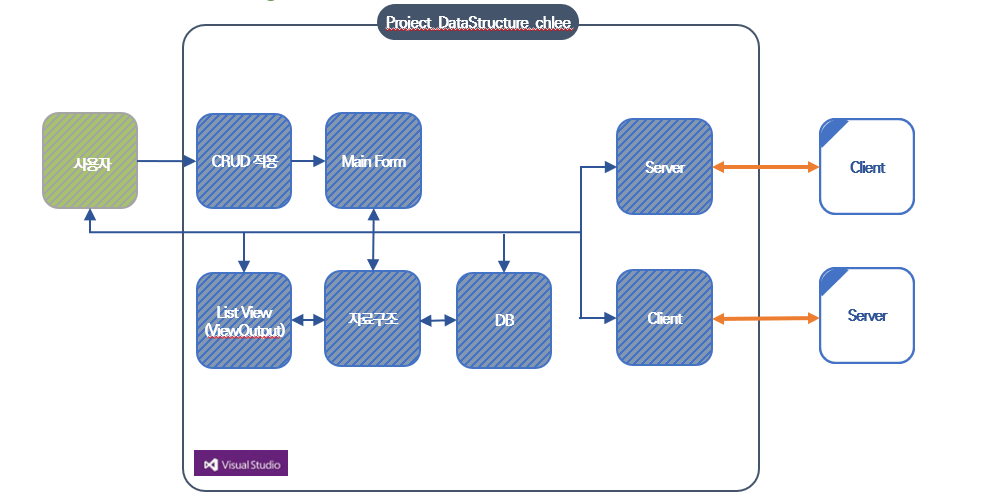 Project_DataStructure_chlee
사용자
CRUD 적용
Main Form
Server
Client
List View
(ViewOutput)
자료구조
DB
Client
Server
Visual Studio